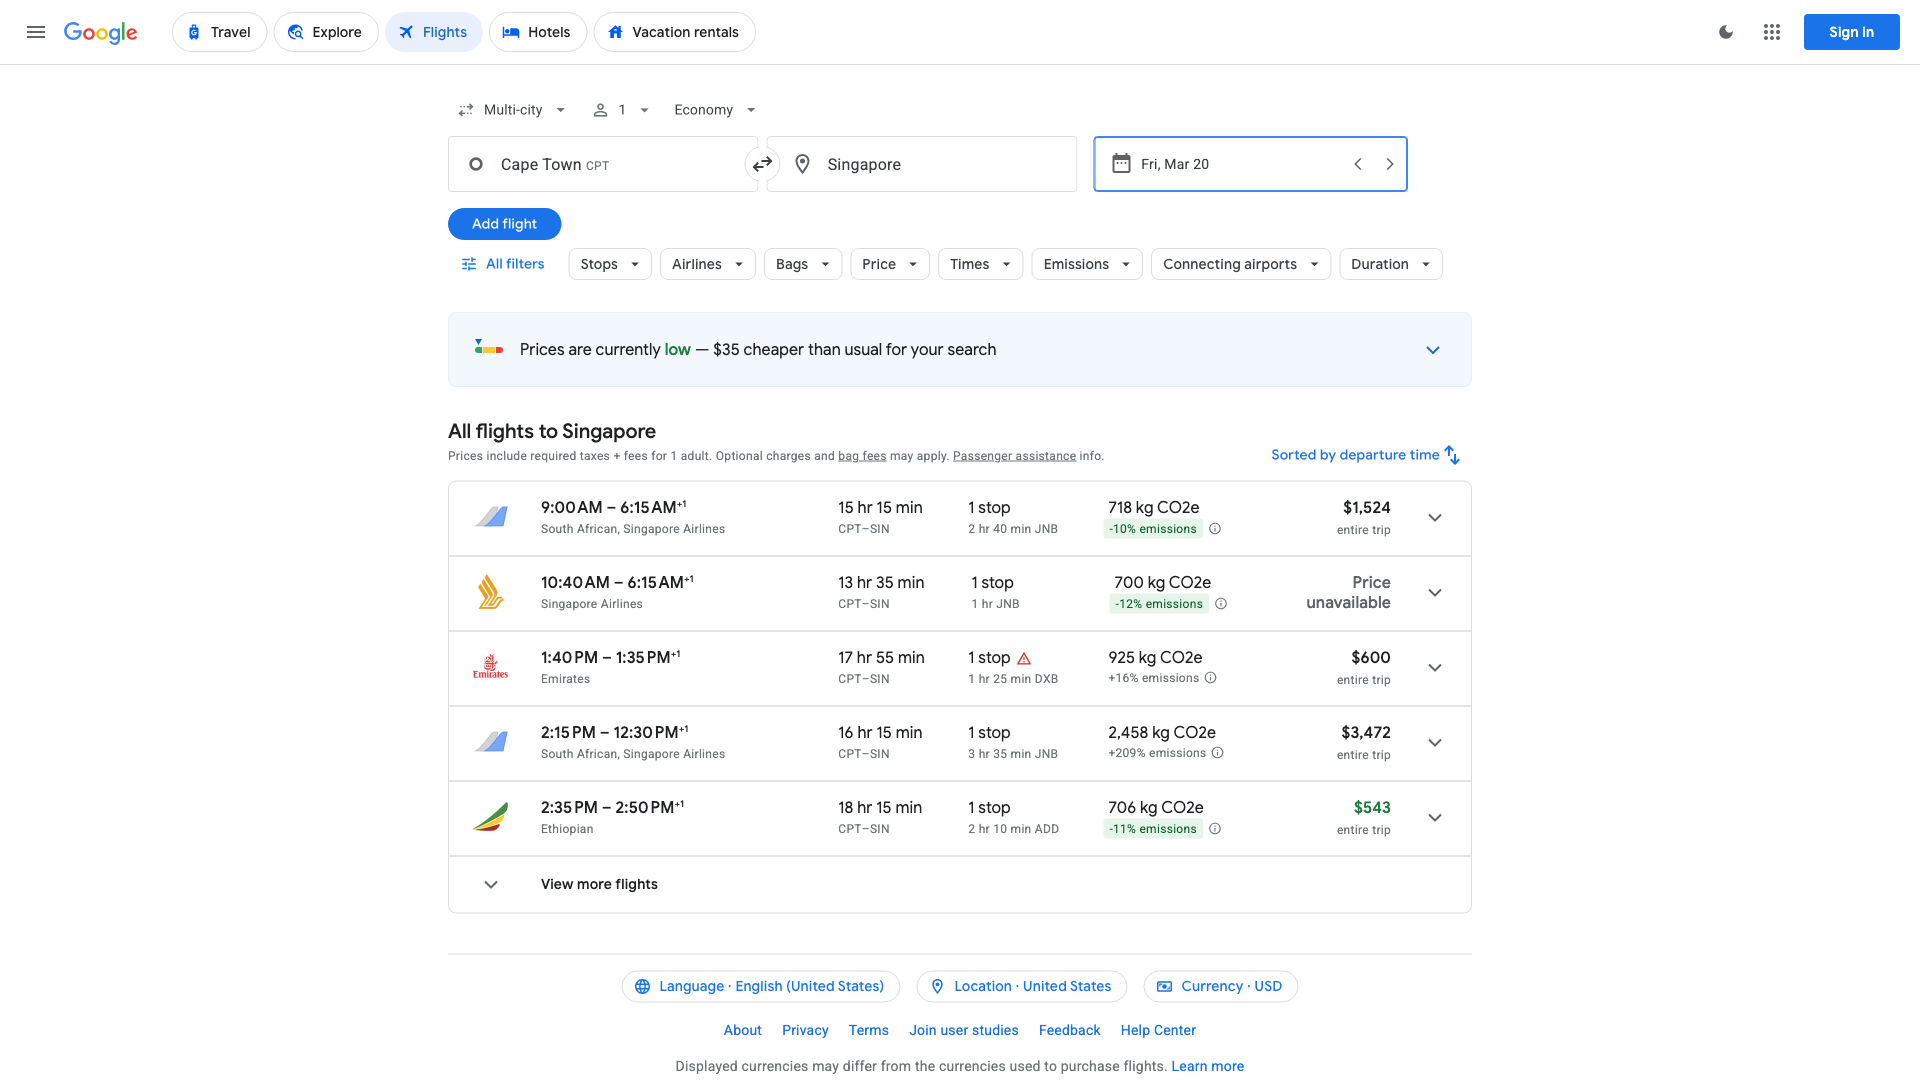 Google Travel Explore Flights Hotels Vacation rentals Sign in
Multi-city 1 Economy
Cape Town CPT Singapore Fri, Mar 20
Add flight
All filters Stops Airlines Bags Price Times Emissions Connecting airports Duration
Prices are currently low — $35 cheaper than usual for your search
All flights to Singapore
Prices include required taxes + fees for 1 adult. Optional charges and bag fees may apply. Passenger assistance info.
Sorted by departure time
9:00 AM – 6:15 AM+1 15 hr 15 min 1 stop 718 kg CO2e $1,524
South African, Singapore Airlines CPT–SIN 2 hr 40 min JNB -10% emissions entire trip
10:40 AM – 6:15 AM+1 13 hr 35 min 1 stop 700 kg CO2e Price
Singapore Airlines CPT–SIN 1 hr JNB -12% emissions unavailable
1:40 PM – 1:35 PM+1 17 hr 55 min 1 stop 925 kg CO2e $600
Emirates Emirates CPT–SIN 1 hr 25 min DXB +16% emissions entire trip
2:15 PM – 12:30 PM+1 16 hr 15 min 1 stop 2,458 kg CO2e $3,472
South African, Singapore Airlines CPT–SIN 3 hr 35 min JNB +209% emissions entire trip
2:35 PM – 2:50 PM+1 18 hr 15 min 1 stop 706 kg CO2e $543
Ethiopian CPT–SIN 2 hr 10 min ADD -11% emissions entire trip
View more flights
Language · English (United States) Location · United States Currency · USD
About Privacy Terms Join user studies Feedback Help Center
Displayed currencies may differ from the currencies used to purchase flights. Learn more